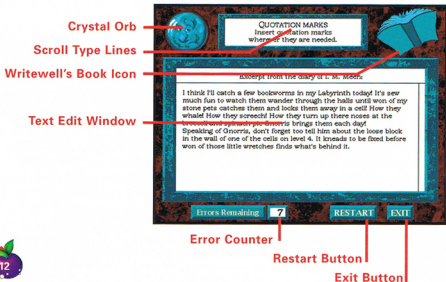 Crystal Orb
Scroll Type Lines
Writewell's Book Icon
Text Edit Window
QUOTATION MARKS
Insert quotation marks
wherever they are needed.
Excerpt from the diary of I. M. Meen:
I think I'll catch a few bookworms in my Labyrinth today! It's sew
much fun to watch them wander through the halls until won of my
stone pets catches them and locks them away in a cell! How they
whale! How they screech! How they turn up there noses at the
broccoli and spinach pie Gnorris brings them each day!
Speaking of Gnorris, don't forget too tell him about the loose block
in the wall of one of the cells on level 4. It kneads to be fixed before
won of those little wretches finds what's behind it.
Errors Remaining 7 RESTART EXIT
Error Counter
Restart Button
Exit Button
12